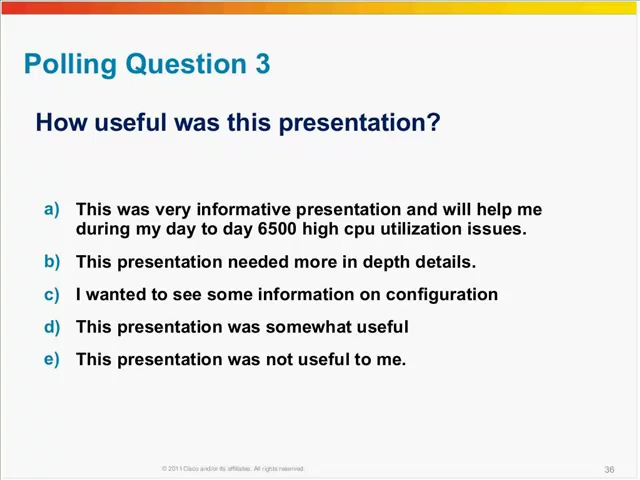 Polling Question 3
How useful was this presentation?
a) This was very informative presentation and will help me
during my day to day 6500 high cpu utilization issues.
b) This presentation needed more in depth details.
c) I wanted to see some information on configuration
d) This presentation was somewhat useful
e) This presentation was not useful to me.
© 2011 Cisco and/or its affiliates. All rights reserved.
36